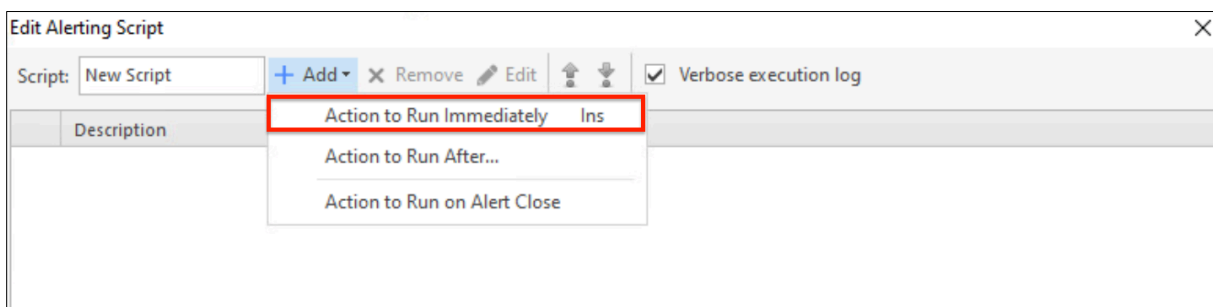 Edit Alerting Script
Script: New Script Add Remove Edit Verbose execution log
Action to Run Immediately Ins
Description
Action to Run After...
Action to Run on Alert Close